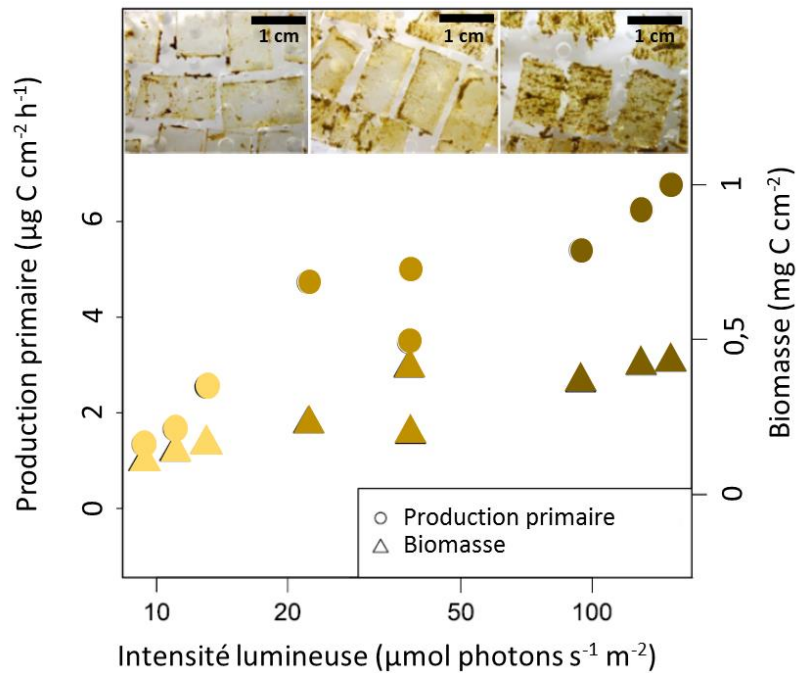 1 cm
1 cm
1 cm
Production primaire (µg C cm⁻² h⁻¹)
6
4
2
0
1
0,5
0
Biomasse (mg C cm⁻²)
Production primaire
Biomasse
10
20
50
100
Intensité lumineuse (µmol photons s⁻¹ m⁻²)